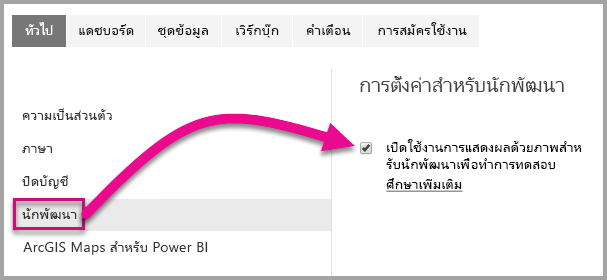 ทั่วไป แดชบอร์ด ชุดข้อมูล เวิร์กบุ๊ก คำเตือน การสมัครใช้งาน
การตั้งค่าสำหรับนักพัฒนา
ความเป็นส่วนตัว
ภาษา
ปิดบัญชี
นักพัฒนา
ArcGIS Maps สำหรับ Power BI
เปิดใช้งานการแสดงผลด้วยภาพสำห
รับนักพัฒนาเพื่อทำการทดสอบ
ศึกษาเพิ่มเติม